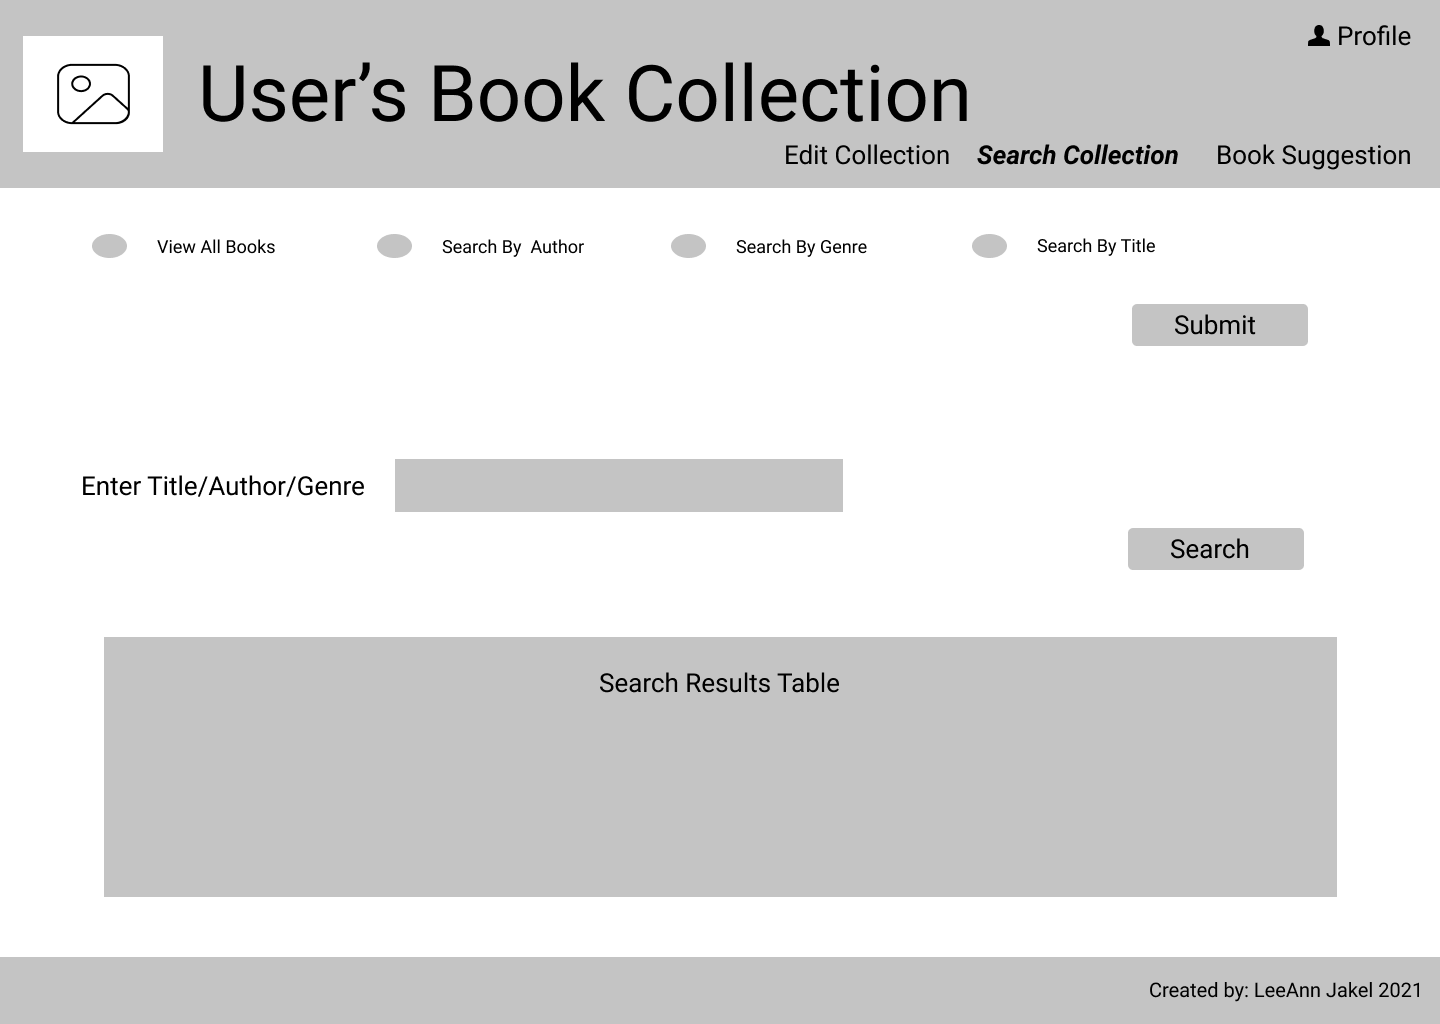 Profile
User’s Book Collection
Edit Collection Search Collection Book Suggestion
View All Books Search By  Author Search By Genre Search By Title
Submit
Enter Title/Author/Genre
Search
Search Results Table
Created by: LeeAnn Jakel 2021